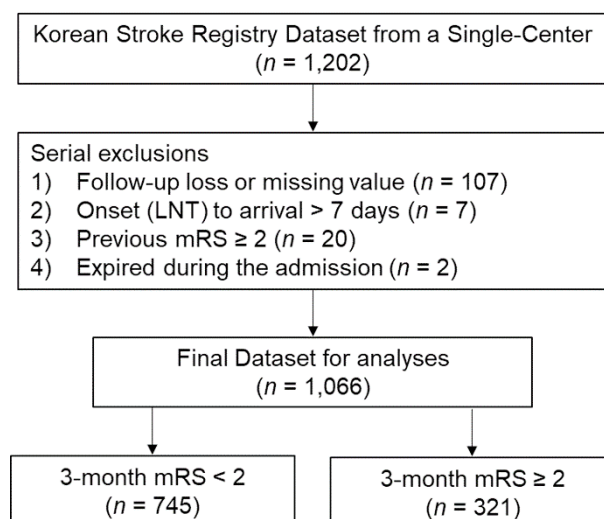 Korean Stroke Registry Dataset from a Single-Center
(n = 1,202)
Serial exclusions
1) Follow-up loss or missing value (n = 107)
2) Onset (LNT) to arrival > 7 days (n = 7)
3) Previous mRS ≥ 2 (n = 20)
4) Expired during the admission (n = 2)
Final Dataset for analyses
(n = 1,066)
3-month mRS < 2
(n = 745)
3-month mRS ≥ 2
(n = 321)